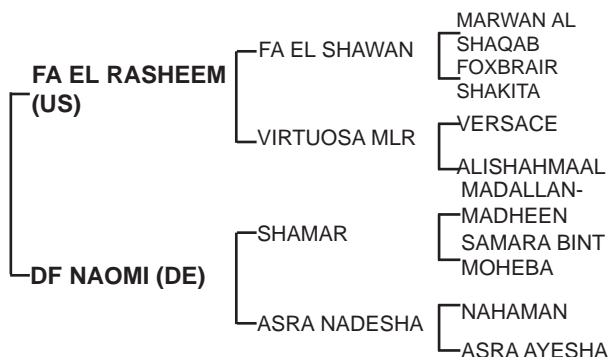 FA EL RASHEEM
(US)
FA EL SHAWAN
MARWAN AL
SHAQAB
FOXBRAIR
SHAKITA
VIRTUOSA MLR
VERSACE
ALISHAHMAAL
DF NAOMI (DE)
SHAMAR
MADALLAN-
MADHEEN
SAMARA BINT
MOHEBA
ASRA NADESHA
NAHAMAN
ASRA AYESHA